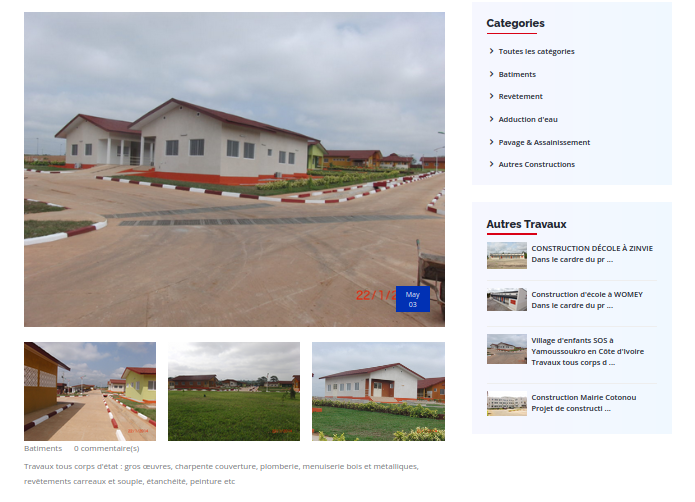 22/1/2
May
03
Batiments 0 commentaire(s)
Travaux tous corps d'état : gros œuvres, charpente couverture, plomberie, menuiserie bois et métalliques,
revêtements carreaux et souple, étanchéité, peinture etc
Categories
Toutes les catégories
Batiments
Revêtement
Adduction d'eau
Pavage & Assainissement
Autres Constructions
Autres Travaux
CONSTRUCTION DÉCOLE À ZINVIE
Dans le cardre du pr ...
Construction d'école à WOMEY
Dans le cardre du pr ...
Village d'enfants SOS à
Yamoussoukro en Côte d'Ivoire
Travaux tous corps d ...
Construction Mairie Cotonou
Projet de constructi ...